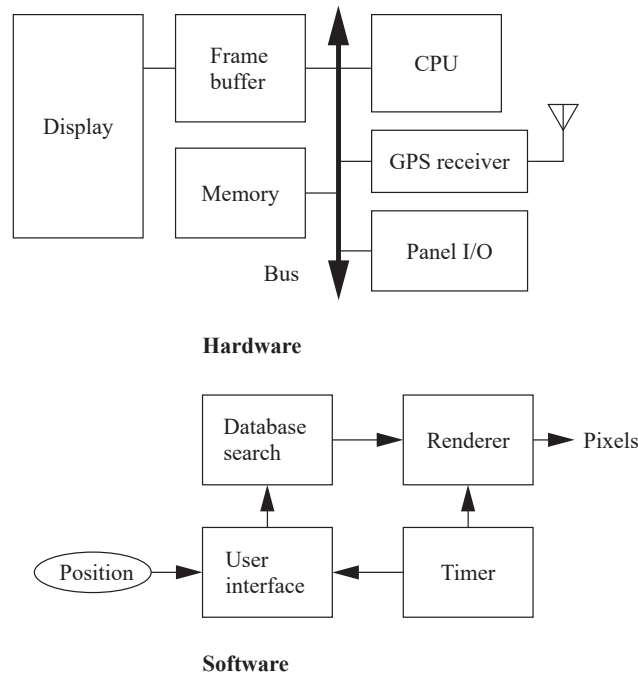 Display
Frame
buffer
CPU
Memory
GPS receiver
Panel I/O
Bus
Hardware
Database
search
Renderer
Pixels
Position
User
interface
Timer
Software